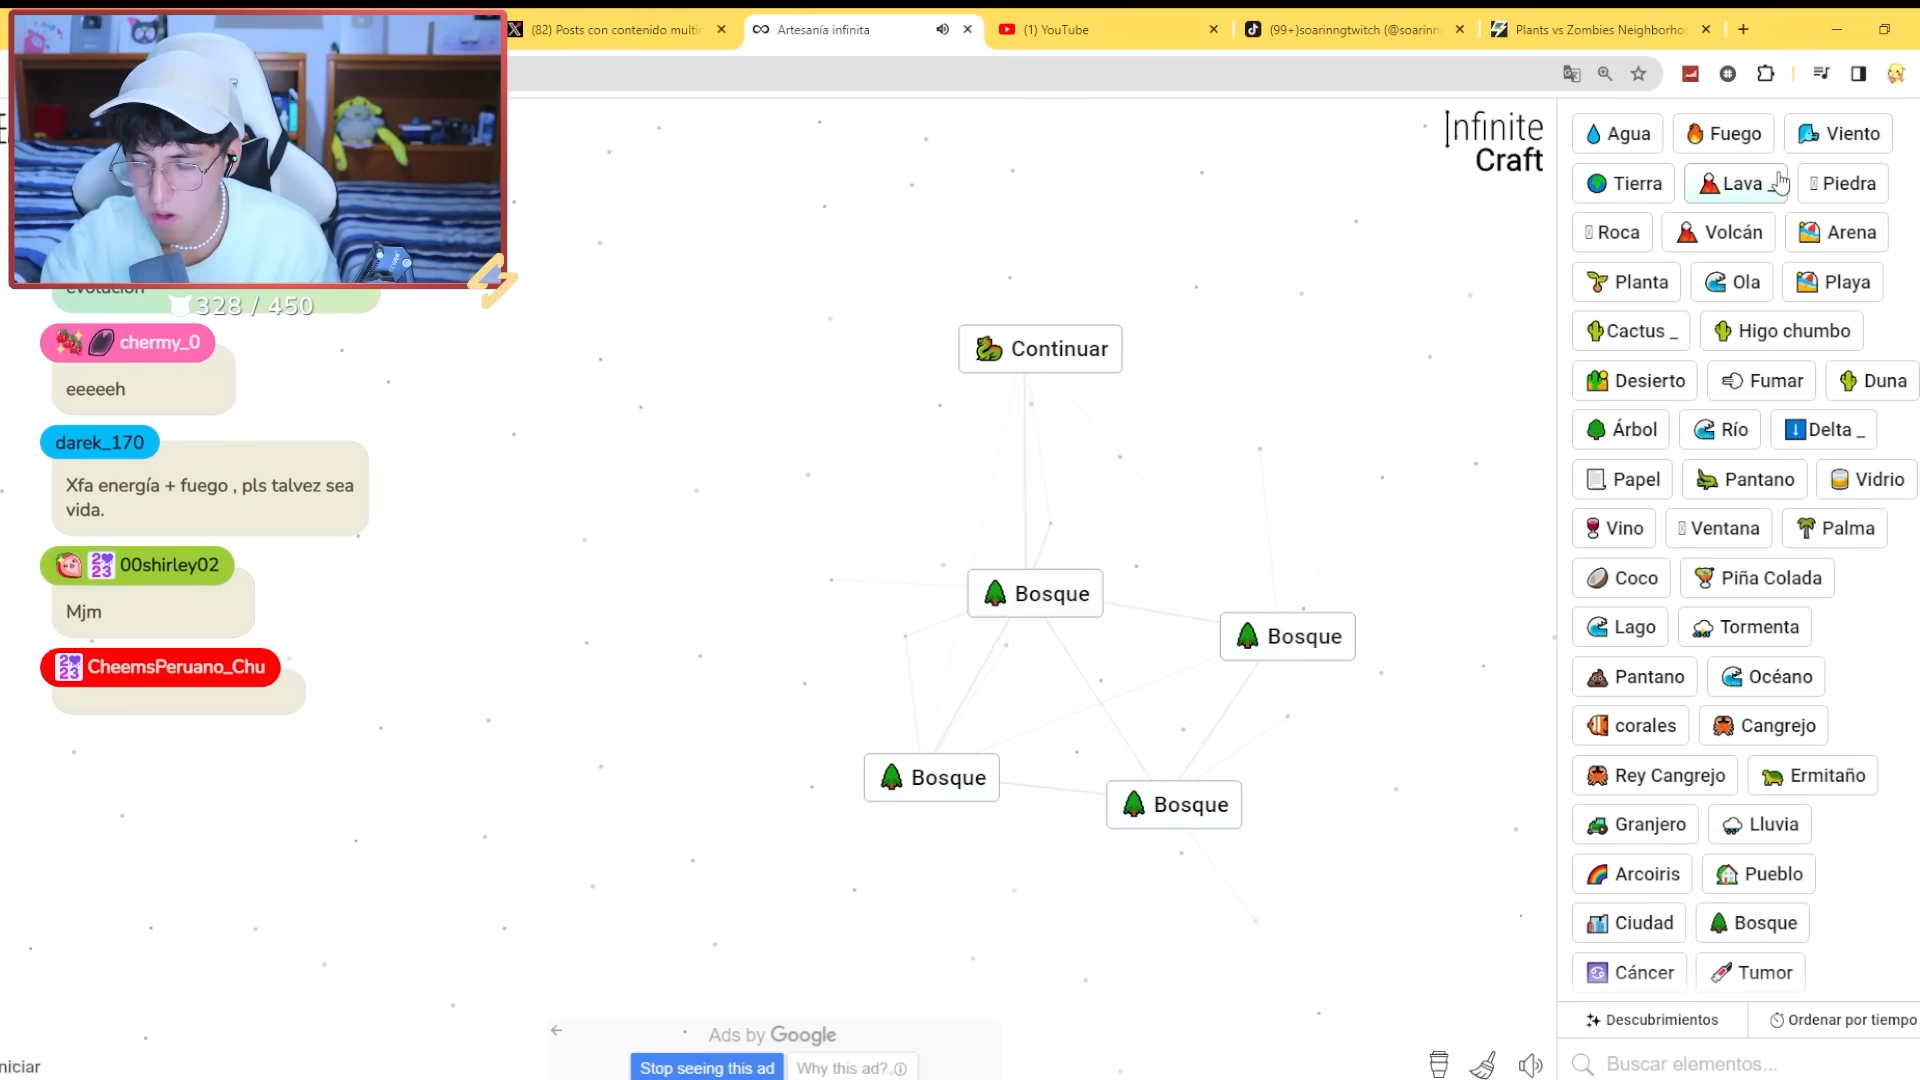 (82) Posts con contenido multin
Artesanía infinita
(1) YouTube
(99+)soarinngtwitch (@soarinn
Plants vs Zombies Neighborho
Infinite
Craft
328 / 450
chermy_0
eeeeeh
darek_170
Xfa energía + fuego , pls talvez sea
vida.
00shirley02
Mjm
CheemsPeruano_Chu
Continuar
Bosque
Bosque
Bosque
Bosque
Agua
Fuego
Viento
Tierra
Lava _
Piedra
Roca
Volcán
Arena
Planta
Ola
Playa
Cactus _
Higo chumbo
Desierto
Fumar
Duna
Árbol
Río
Delta _
Papel
Pantano
Vidrio
Vino
Ventana
Palma
Coco
Piña Colada
Lago
Tormenta
Pantano
Océano
corales
Cangrejo
Rey Cangrejo
Ermitaño
Granjero
Lluvia
Arcoiris
Pueblo
Ciudad
Bosque
Cáncer
Tumor
Descubrimientos
Ordenar por tiempo
Buscar elementos...
Ads by Google
Stop seeing this ad
Why this ad?
niciar